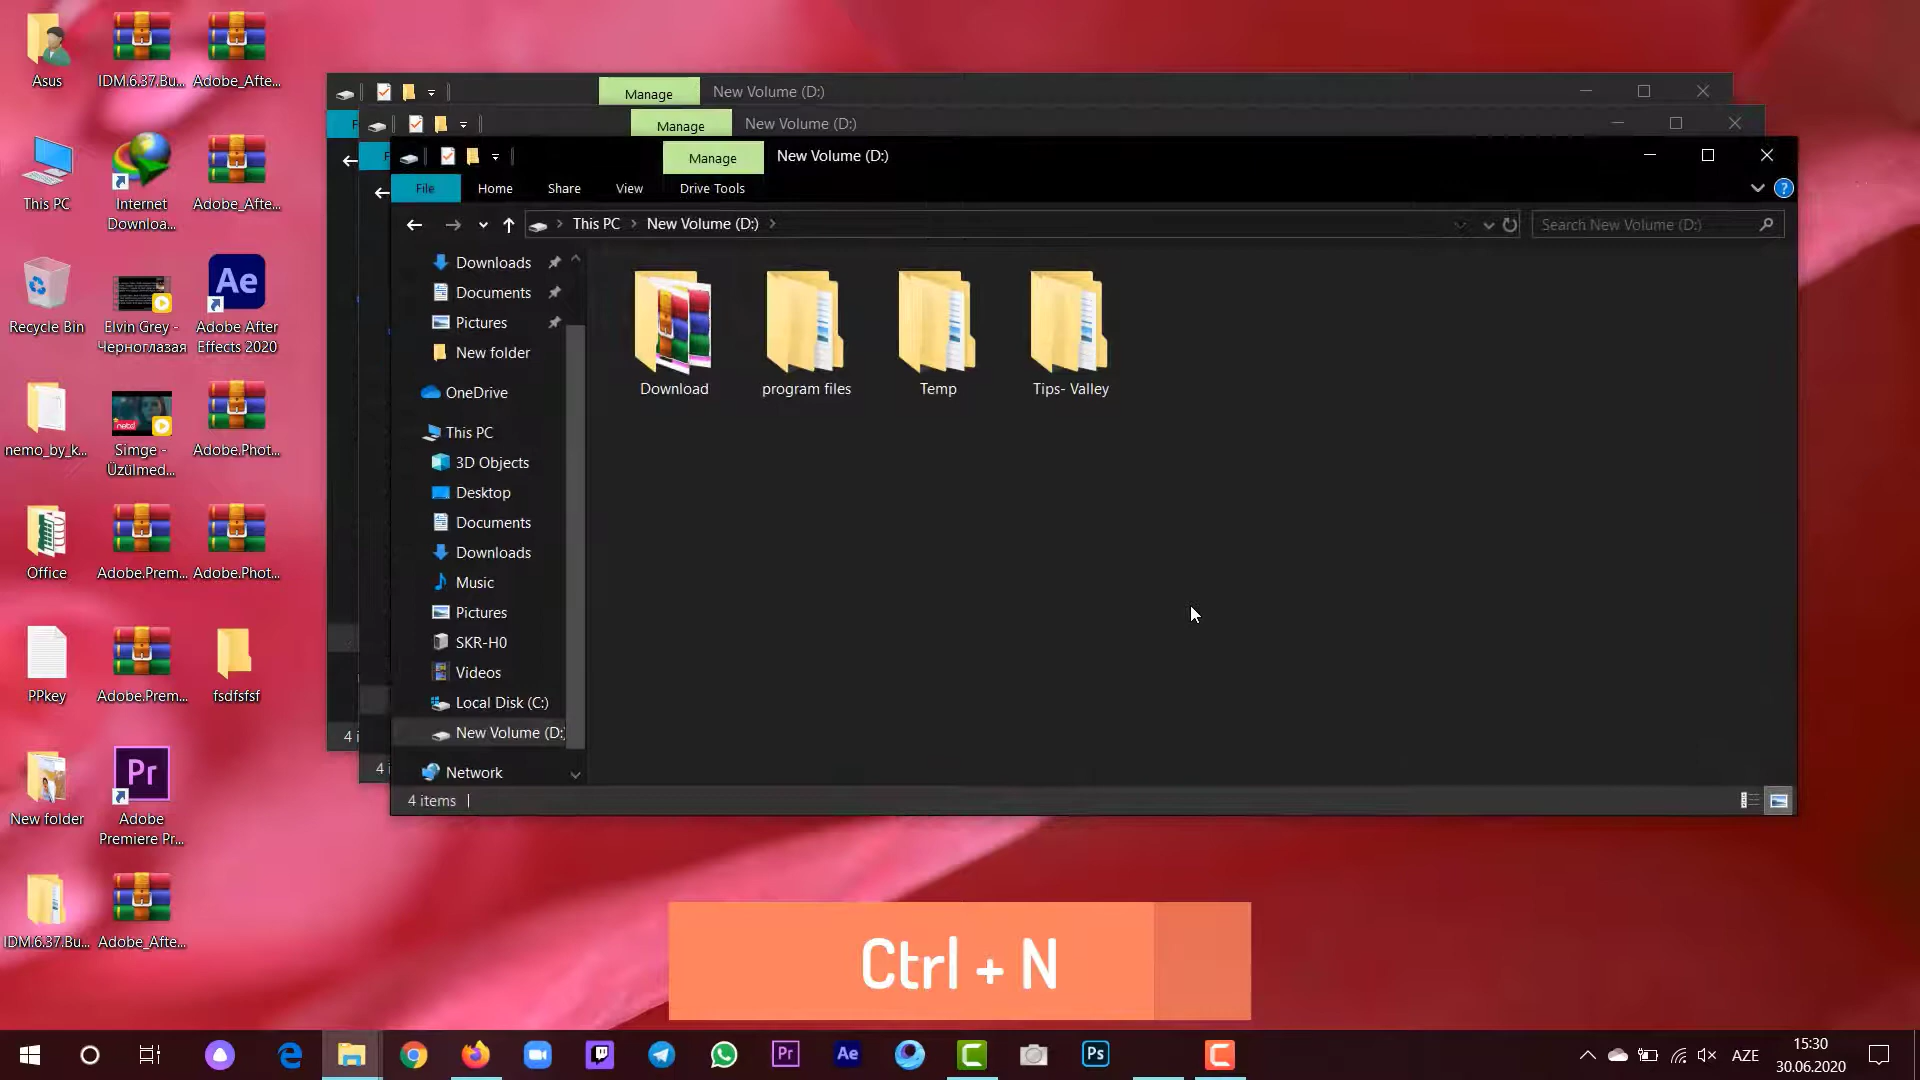 Asus
IDM.6.37.Bu...
Adobe_Afte...
This PC
Internet
Downloa...
Adobe_Afte...
Recycle Bin
Elvin Grey -
Черноглазая
Adobe After
Effects 2020
nemo_by_k...
Simge -
Üzülmed...
Adobe.Phot...
Office
Adobe.Prem...
Adobe.Phot...
PPkey
Adobe.Prem...
fsdfsfsf
New folder
Adobe
Premiere Pr...
IDM.6.37.Bu...
Adobe_Afte...
Manage
New Volume (D:)
Manage
New Volume (D:)
Manage
New Volume (D:)
File
Home
Share
View
Drive Tools
This PC
New Volume (D:)
Search New Volume (D:)
Downloads
Documents
Pictures
New folder
OneDrive
This PC
3D Objects
Desktop
Documents
Downloads
Music
Pictures
SKR-H0
Videos
Local Disk (C:)
New Volume (D:)
Network
Download
program files
Temp
Tips- Valley
4 i
4
4 items
Ctrl + N
AZE
15:30
30.06.2020